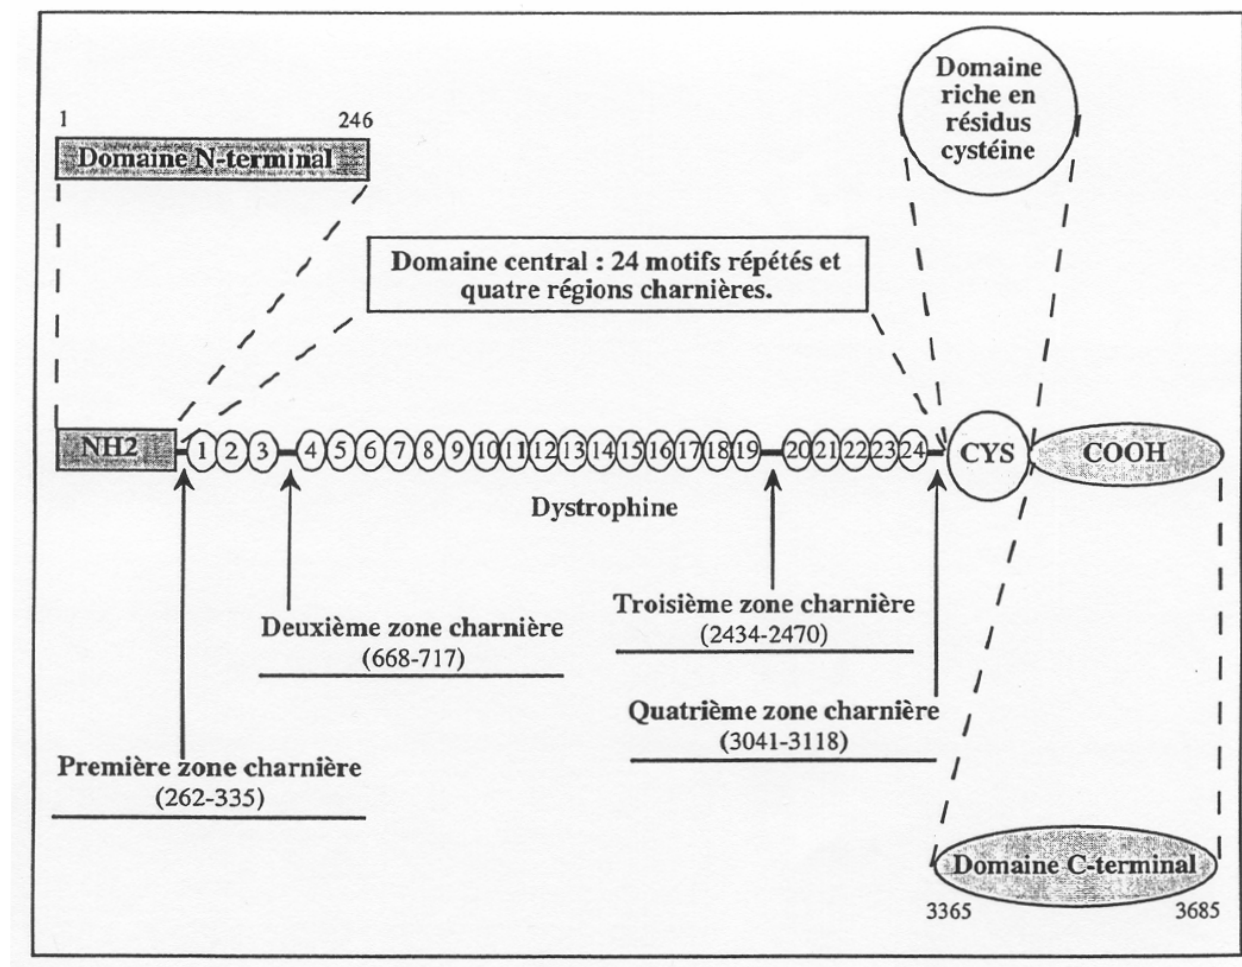 Domaine
riche en
résidus
cystéine
1 246
Domaine N-terminal
Domaine central : 24 motifs répétés et
quatre régions charnières.
NH2 1 2 3 4 5 6 7 8 9 10 11 12 13 14 15 16 17 18 19 20 21 22 23 24 CYS COOH
Dystrophine
Troisième zone charnière
(2434-2470)
Deuxième zone charnière
(668-717)
Quatrième zone charnière
(3041-3118)
Première zone charnière
(262-335)
Domaine C-terminal
3365 3685